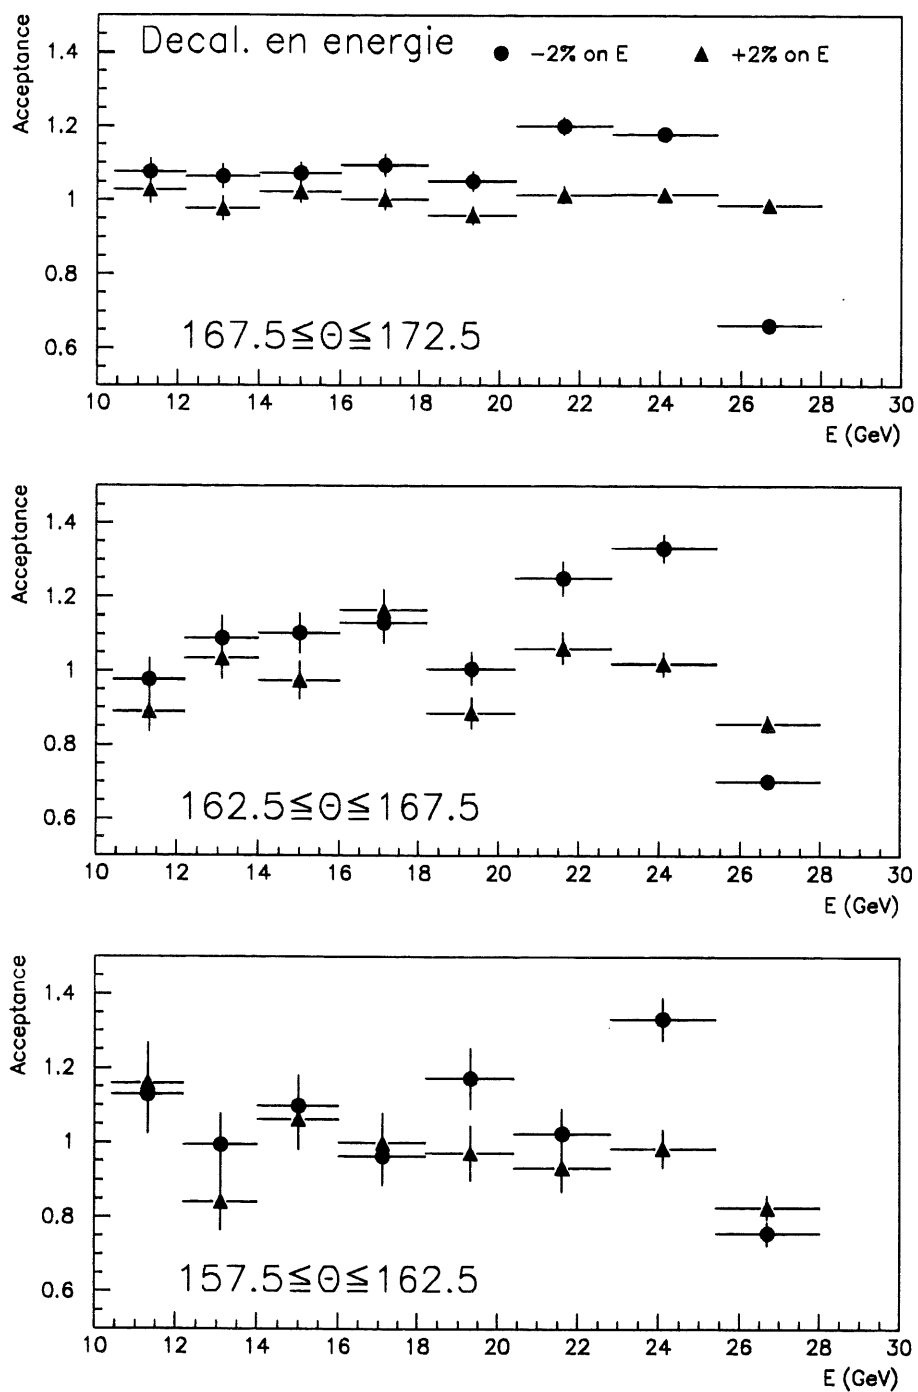 Decal. en energie
-2% on E
+2% on E
Acceptance
1.4
1.2
1
0.8
0.6
167.5≦Θ≦172.5
10 12 14 16 18 20 22 24 26 28 30
E (GeV)
Acceptance
1.4
1.2
1
0.8
0.6
162.5≦Θ≦167.5
10 12 14 16 18 20 22 24 26 28 30
E (GeV)
Acceptance
1.4
1.2
1
0.8
0.6
157.5≦Θ≦162.5
10 12 14 16 18 20 22 24 26 28 30
E (GeV)